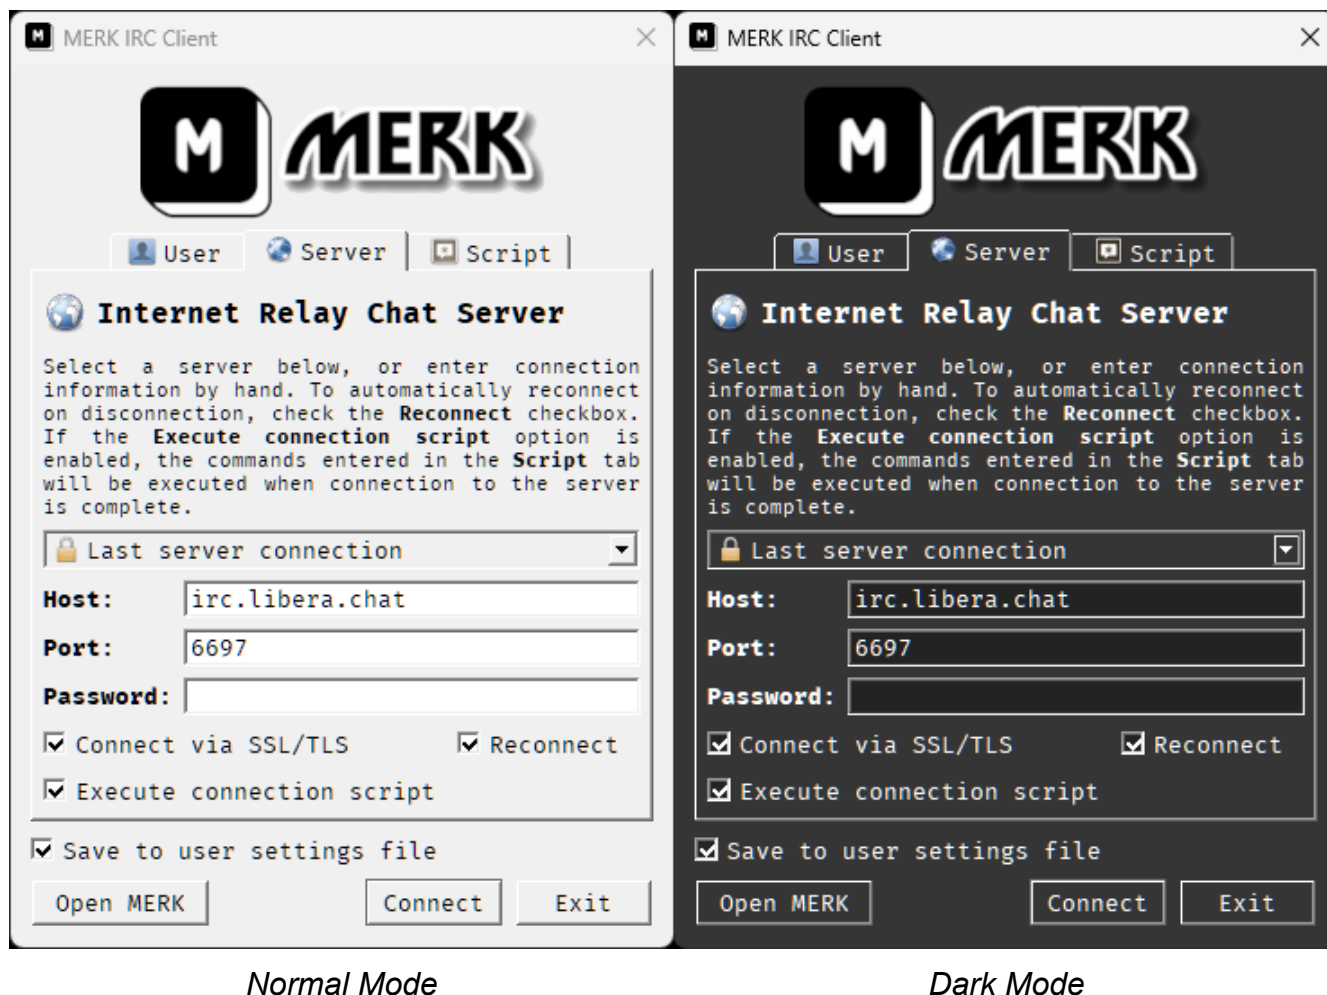 MERK IRC Client
M MERK
User Server Script
Internet Relay Chat Server
Select a server below, or enter connection
information by hand. To automatically reconnect
on disconnection, check the Reconnect checkbox.
If the Execute connection script option is
enabled, the commands entered in the Script tab
will be executed when connection to the server
is complete.
Last server connection
Host: irc.libera.chat
Port: 6697
Password:
Connect via SSL/TLS Reconnect
Execute connection script
Save to user settings file
Open MERK Connect Exit
Normal Mode
MERK IRC Client
M MERK
User Server Script
Internet Relay Chat Server
Select a server below, or enter connection
information by hand. To automatically reconnect
on disconnection, check the Reconnect checkbox.
If the Execute connection script option is
enabled, the commands entered in the Script tab
will be executed when connection to the server
is complete.
Last server connection
Host: irc.libera.chat
Port: 6697
Password:
Connect via SSL/TLS Reconnect
Execute connection script
Save to user settings file
Open MERK Connect Exit
Dark Mode